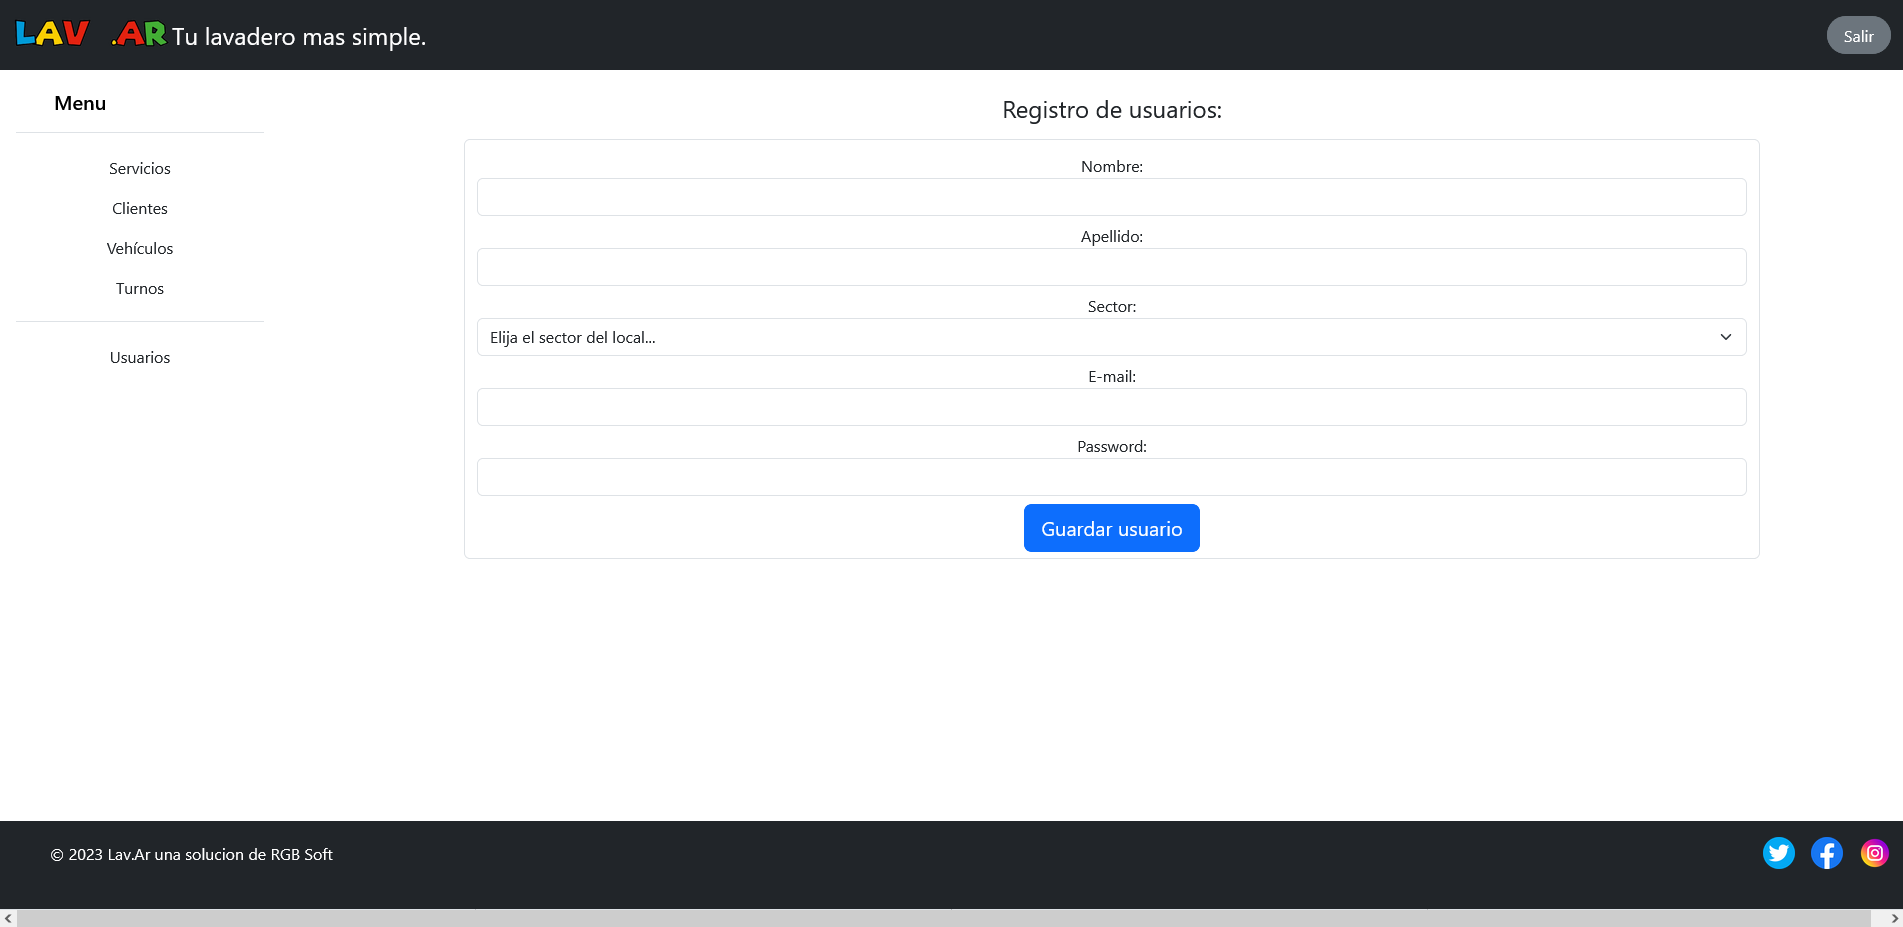 LAV .AR Tu lavadero mas simple.
Salir
Menu
Servicios
Clientes
Vehículos
Turnos
Usuarios
Registro de usuarios:
Nombre:
Apellido:
Sector:
Elija el sector del local...
E-mail:
Password:
Guardar usuario
© 2023 Lav.Ar una solucion de RGB Soft